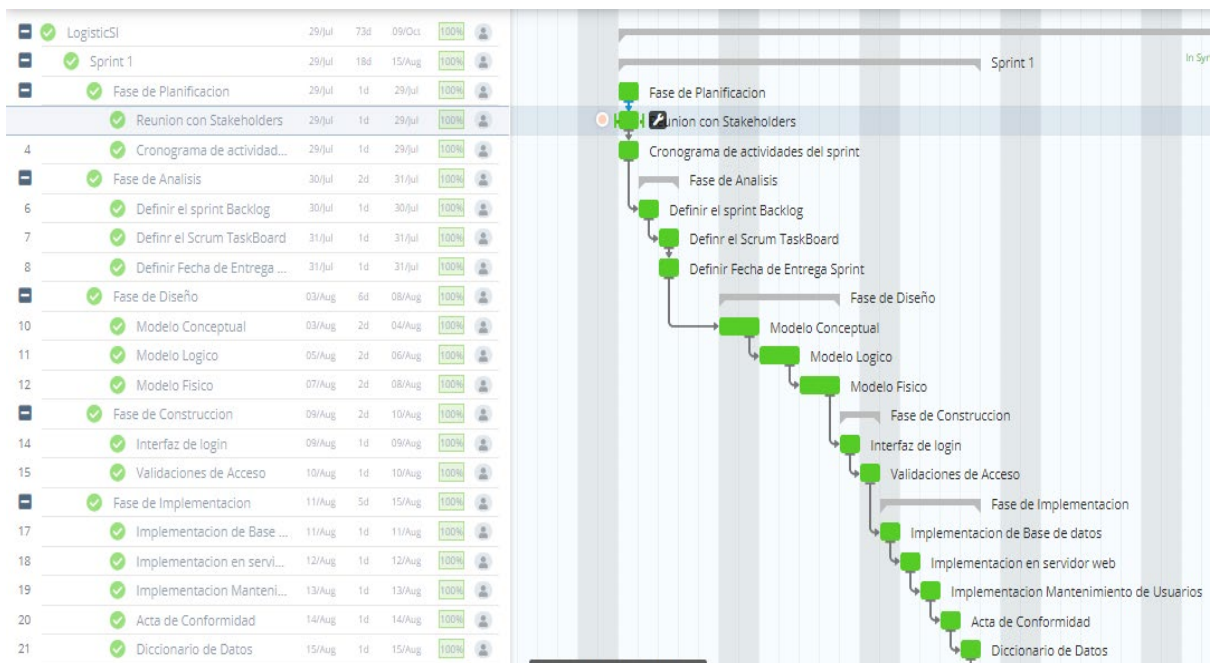 LogisticSI 29/Jul 73d 09/Oct 100%
Sprint 1 29/Jul 18d 15/Aug 100% Sprint 1 In Syr
Fase de Planificacion 29/Jul 1d 29/Jul 100% Fase de Planificacion
Reunion con Stakeholders 29/Jul 1d 29/Jul 100% union con Stakeholders
4 Cronograma de actividad... 29/Jul 1d 29/Jul 100% Cronograma de actividades del sprint
Fase de Analisis 30/Jul 2d 31/Jul 100% Fase de Analisis
6 Definir el sprint Backlog 30/Jul 1d 30/Jul 100% Definir el sprint Backlog
7 Definr el Scrum TaskBoard 31/Jul 1d 31/Jul 100% Definr el Scrum TaskBoard
8 Definir Fecha de Entrega ... 31/Jul 1d 31/Jul 100% Definir Fecha de Entrega Sprint
Fase de Diseño 03/Aug 6d 08/Aug 100% Fase de Diseño
10 Modelo Conceptual 03/Aug 2d 04/Aug 100% Modelo Conceptual
11 Modelo Logico 05/Aug 2d 06/Aug 100% Modelo Logico
12 Modelo Fisico 07/Aug 2d 08/Aug 100% Modelo Fisico
Fase de Construccion 09/Aug 2d 10/Aug 100% Fase de Construccion
14 Interfaz de login 09/Aug 1d 09/Aug 100% Interfaz de login
15 Validaciones de Acceso 10/Aug 1d 10/Aug 100% Validaciones de Acceso
Fase de Implementacion 11/Aug 5d 15/Aug 100% Fase de Implementacion
17 Implementacion de Base ... 11/Aug 1d 11/Aug 100% Implementacion de Base de datos
18 Implementacion en servi... 12/Aug 1d 12/Aug 100% Implementacion en servidor web
19 Implementacion Manteni... 13/Aug 1d 13/Aug 100% Implementacion Mantenimiento de Usuarios
20 Acta de Conformidad 14/Aug 1d 14/Aug 100% Acta de Conformidad
21 Diccionario de Datos 15/Aug 1d 15/Aug 100% Diccionario de Datos